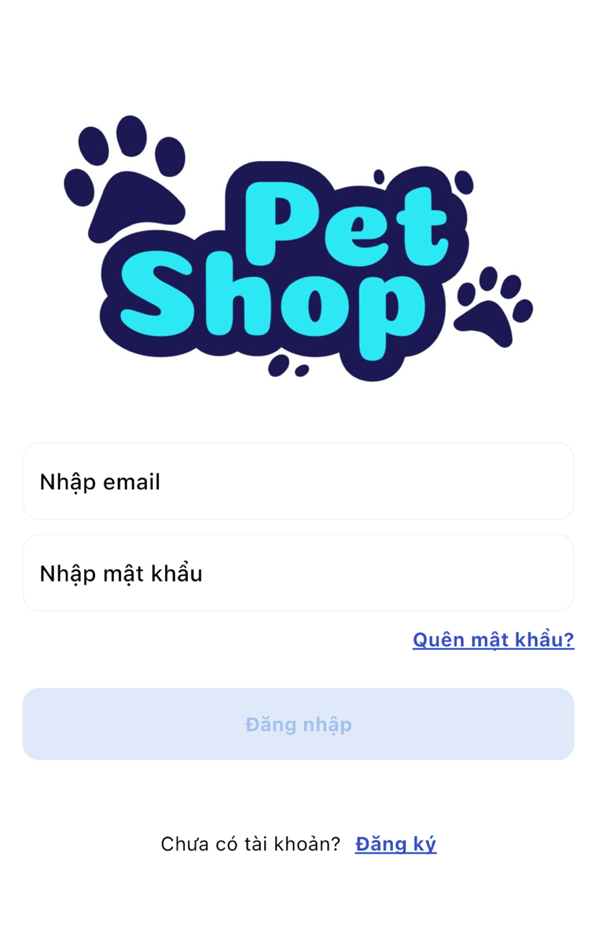 Pet
Shop
Nhập email
Nhập mật khẩu
Quên mật khẩu?
Đăng nhập
Chưa có tài khoản? Đăng ký